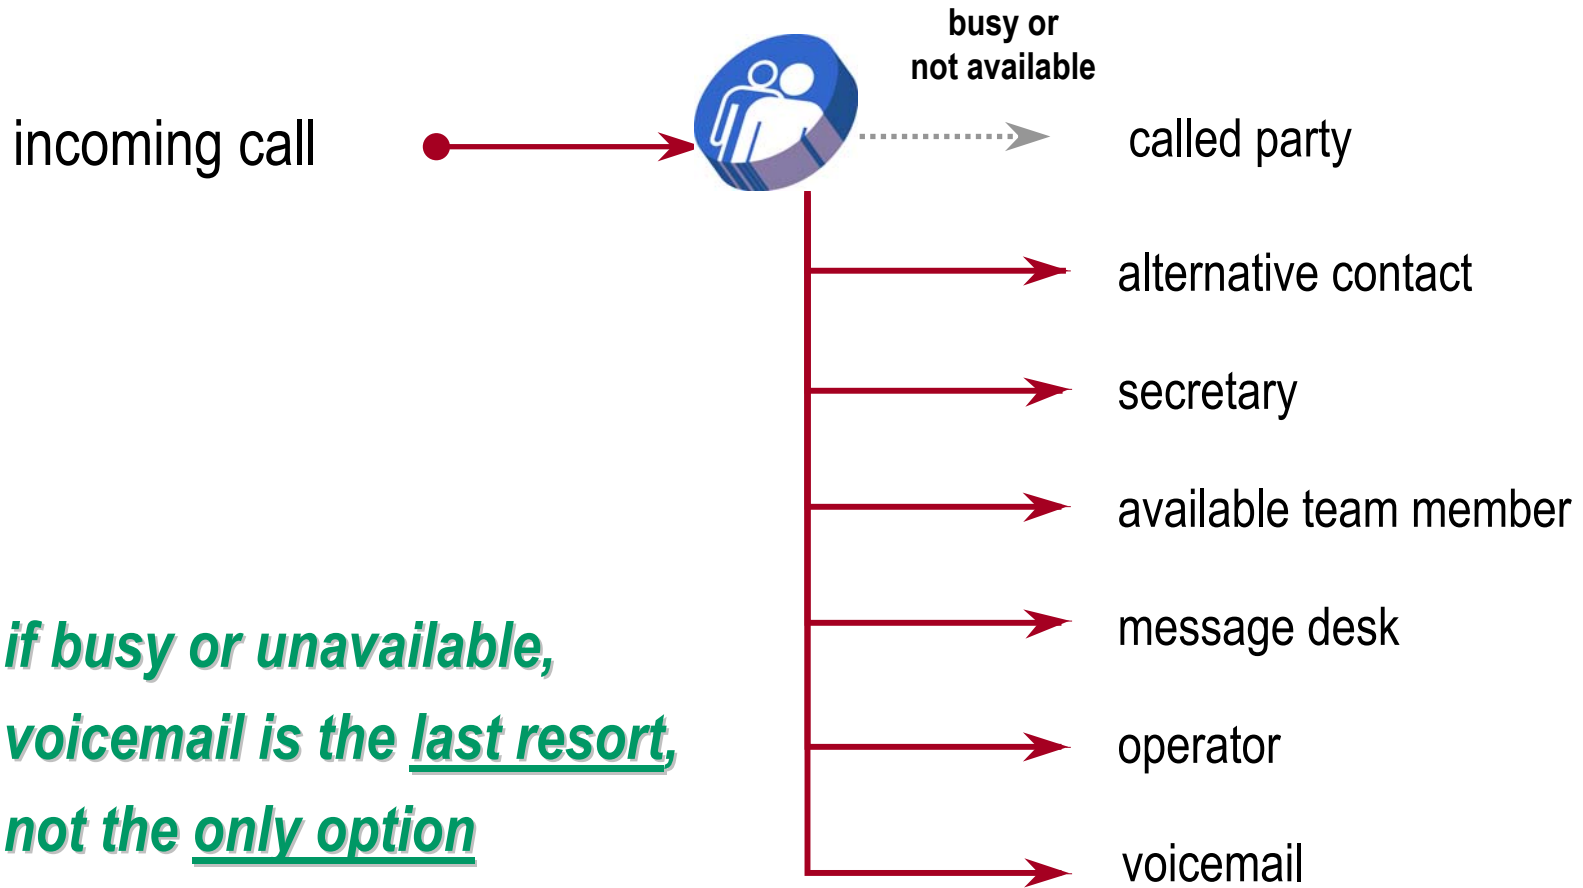 busy or
not available
incoming call
called party
alternative contact
secretary
available team member
message desk
operator
voicemail
if busy or unavailable,
voicemail is the last resort,
not the only option